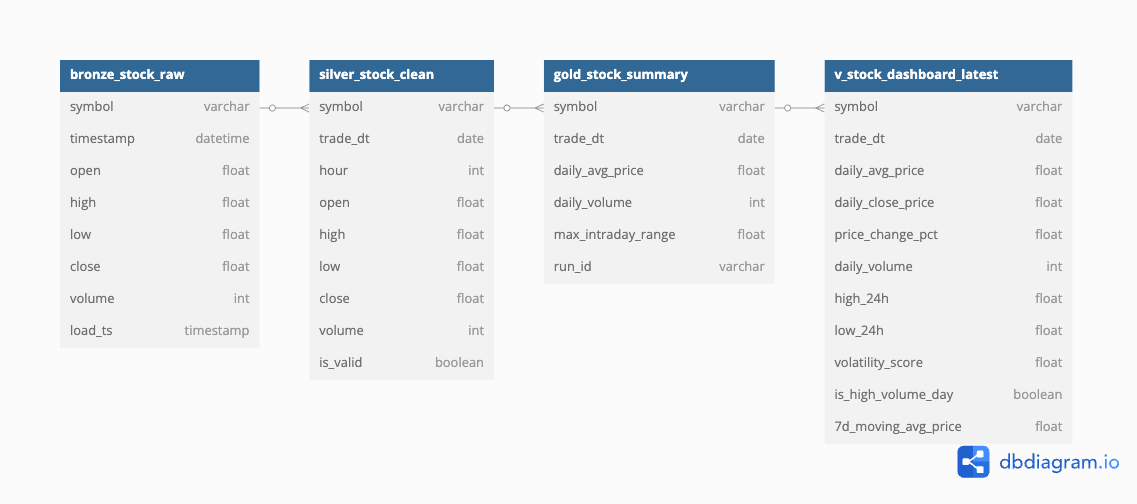 bronze_stock_raw
symbol varchar
timestamp datetime
open float
high float
low float
close float
volume int
load_ts timestamp
silver_stock_clean
symbol varchar
trade_dt date
hour int
open float
high float
low float
close float
volume int
is_valid boolean
gold_stock_summary
symbol varchar
trade_dt date
daily_avg_price float
daily_volume int
max_intraday_range float
run_id varchar
v_stock_dashboard_latest
symbol varchar
trade_dt date
daily_avg_price float
daily_close_price float
price_change_pct float
daily_volume int
high_24h float
low_24h float
volatility_score float
is_high_volume_day boolean
7d_moving_avg_price float
dbdiagram.io